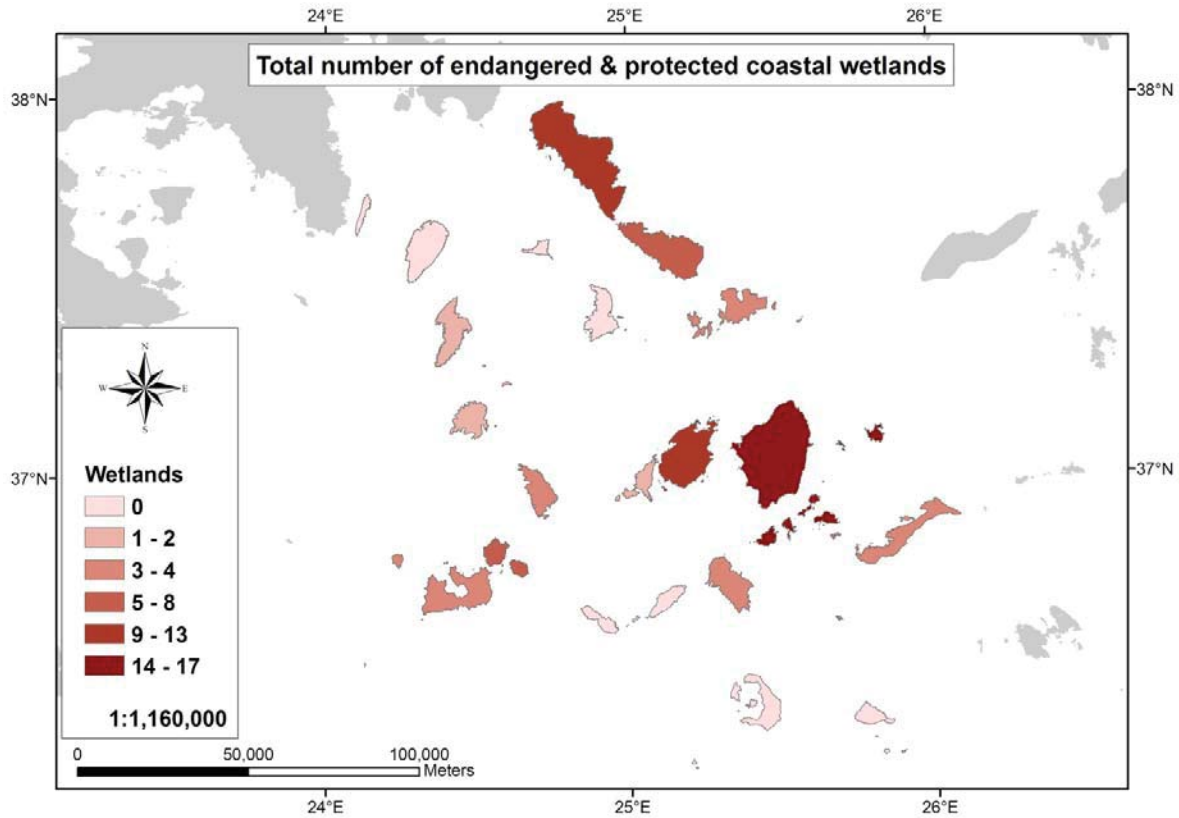 24°E 25°E 26°E
Total number of endangered & protected coastal wetlands
38°N 38°N
N
W E
S
37°N 37°N
Wetlands
0
1 - 2
3 - 4
5 - 8
9 - 13
14 - 17
1:1,160,000
0 50,000 100,000
Meters
24°E 25°E 26°E